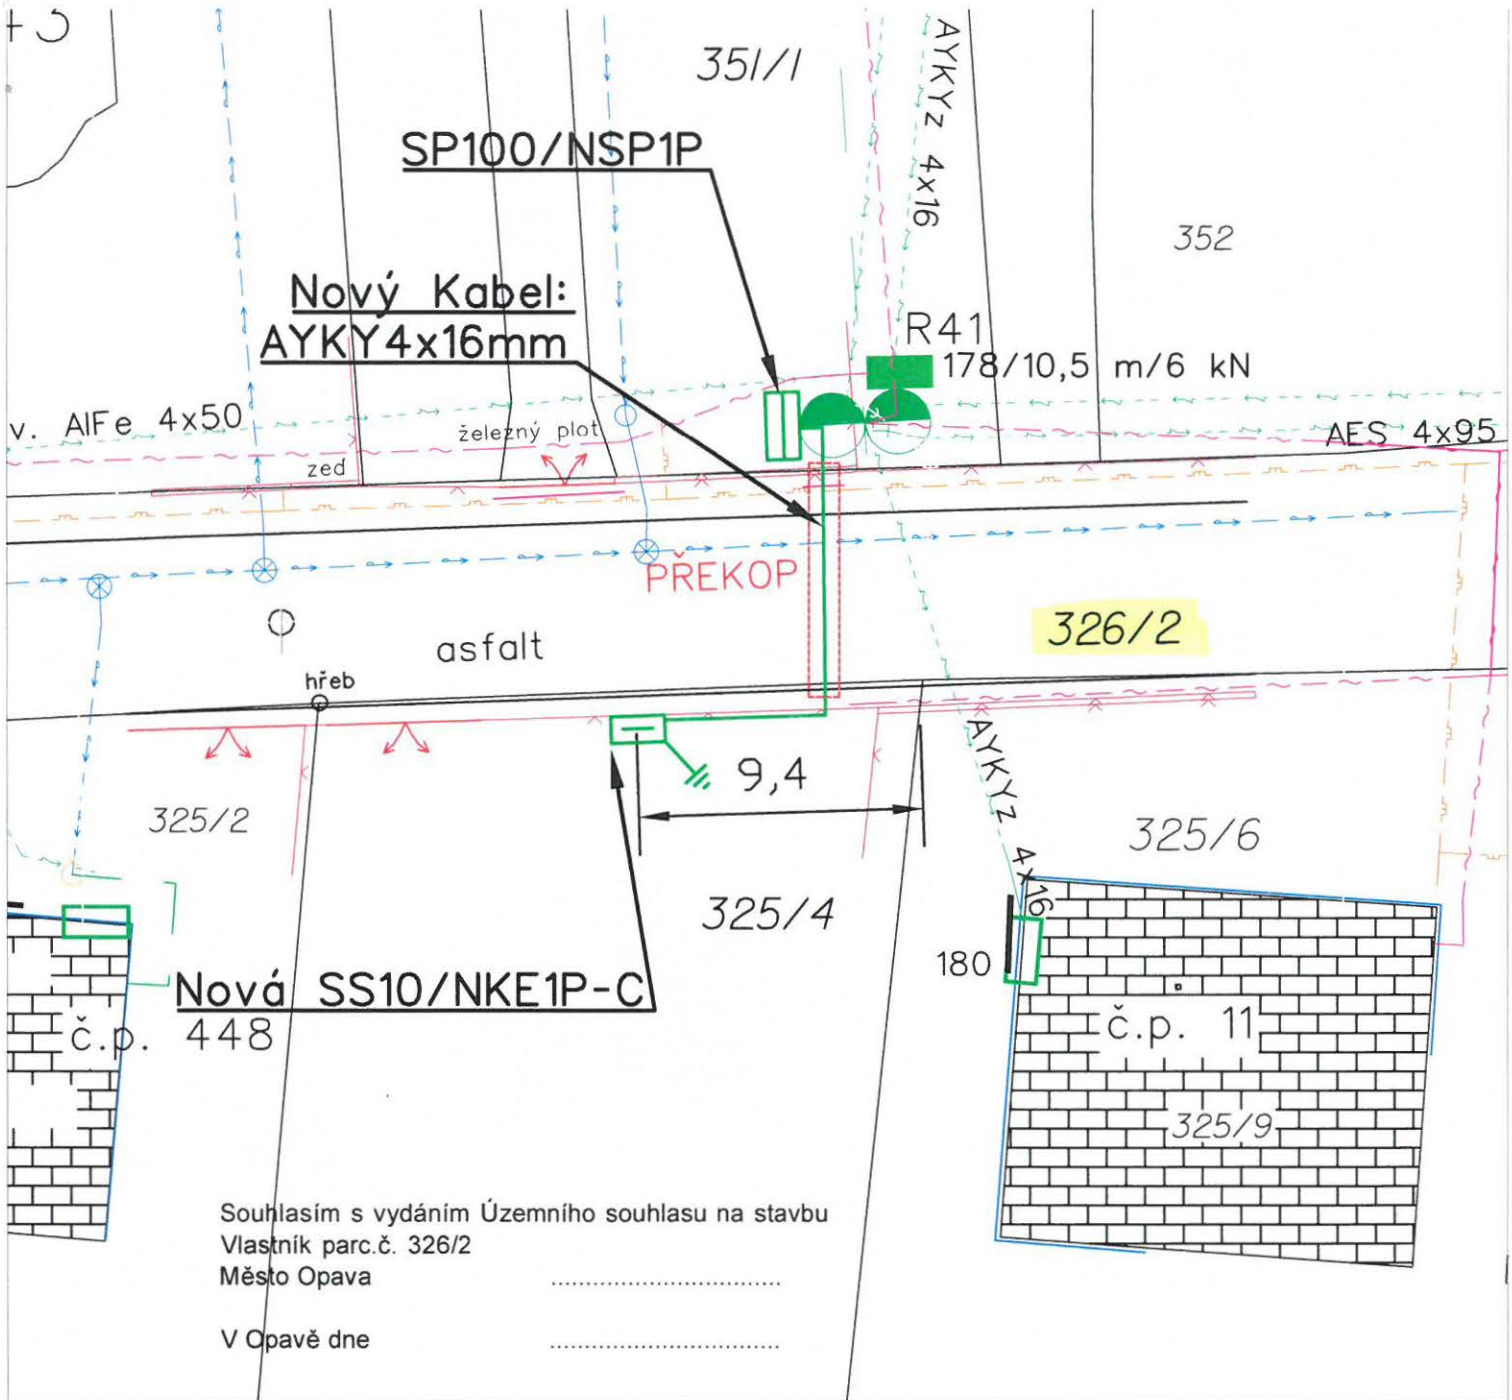 351/1
AYKYz 4x16
SP100/NSP1P
352
Nový Kabel:
AYKY4x16mm
R41
178/10,5 m/6 kN
v. AlFe 4x50
železný plot
AES 4x95
zed
PŘEKOP
326/2
asfalt
hřeb
9,4
AYKYz 4x16
325/2
325/6
325/4
180
Nová SS10/NKE1P-C
č.p. 448
č.p. 11
325/9
Souhlasím s vydáním Územního souhlasu na stavbu
Vlastník parc.č. 326/2
Město Opava ................................
V Opavě dne ................................